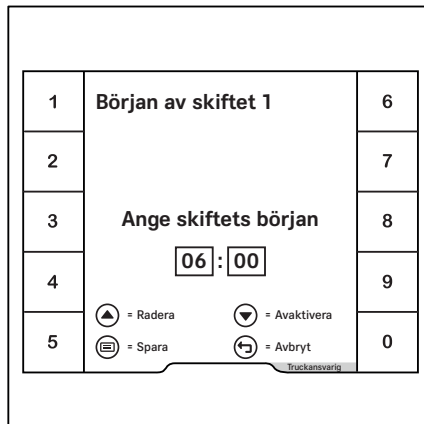 1
Början av skiftet 1
6
2
7
3
Ange skiftets början
8
06 : 00
4
9
= Radera
= Avaktivera
5
= Spara
= Avbryt
0
Truckansvarig